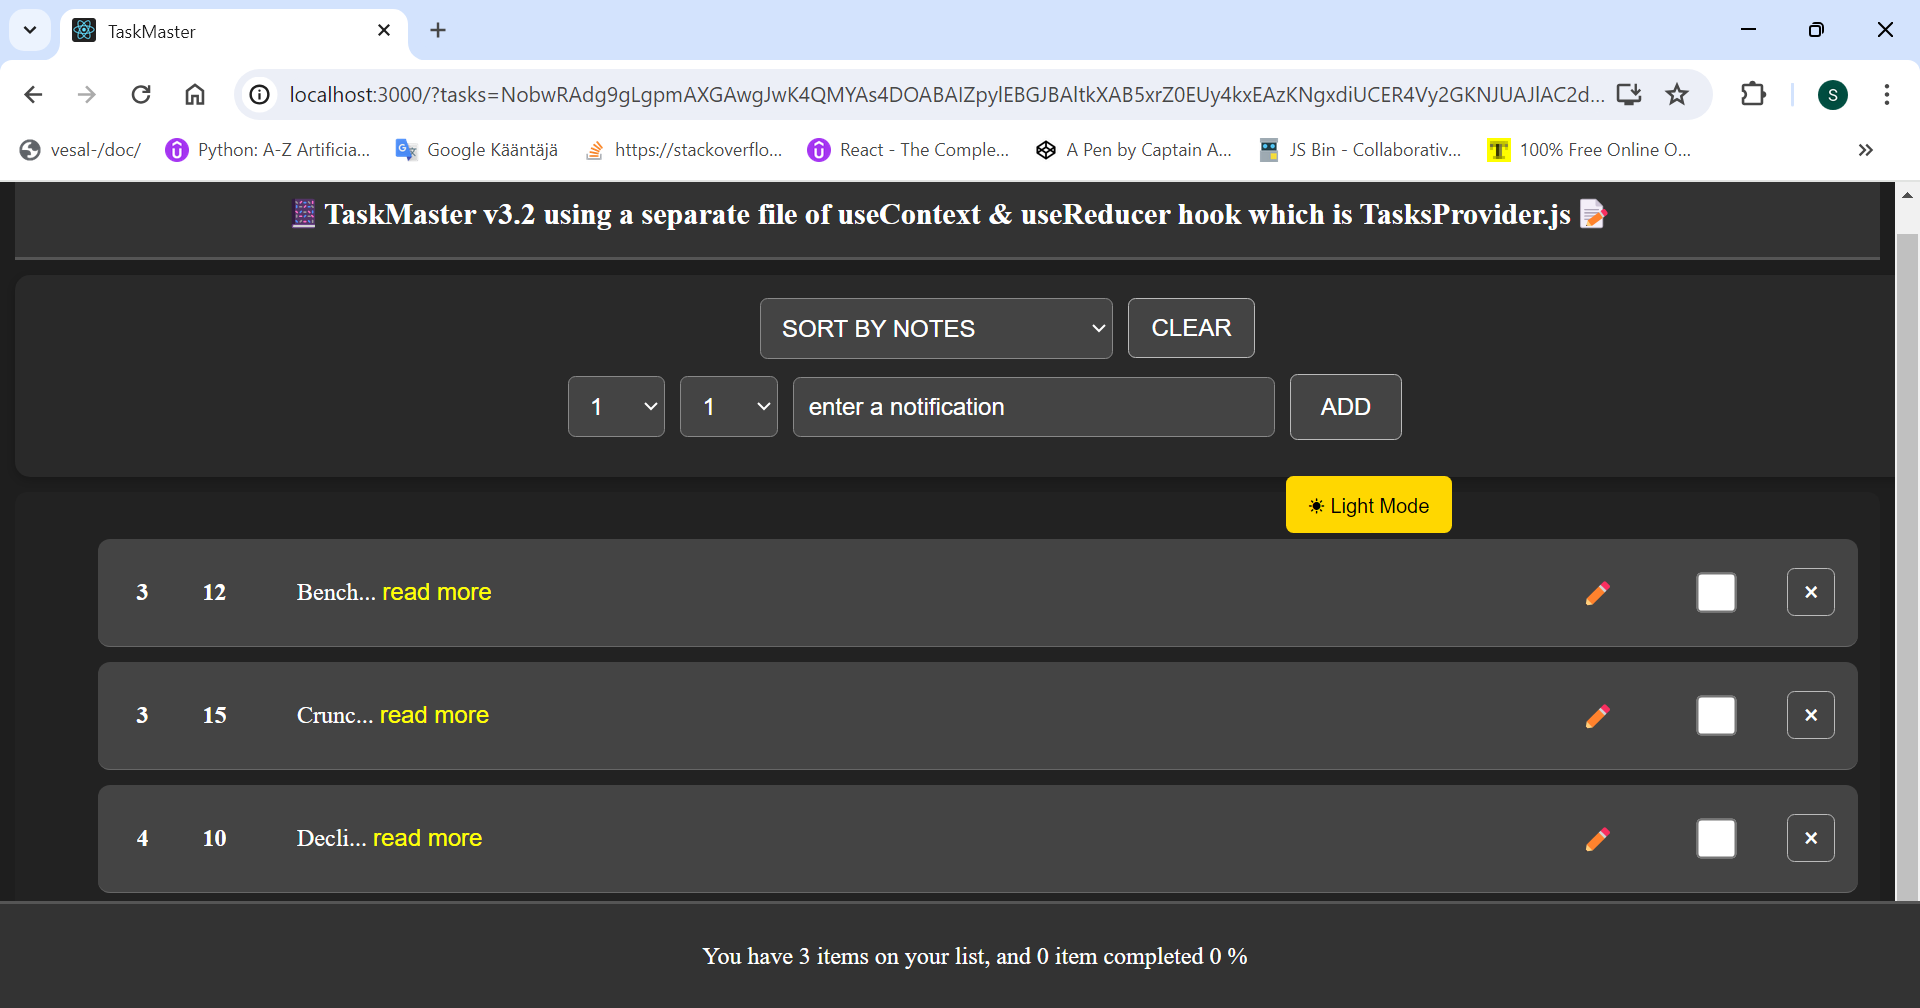 TaskMaster
localhost:3000/?tasks=NobwRAdg9gLgpmAXGAwgJwK4QMYAs4DOABAIZpylEBGJBAltkXAB5xrZ0EUy4kxEAzKNgxdiUCER4Vy2GKNJUAJlAC2d...
vesal-/doc/ Python: A-Z Artificia... Google Kääntäjä https://stackoverflo... React - The Comple... A Pen by Captain A... JS Bin - Collaborativ... 100% Free Online O...
TaskMaster v3.2 using a separate file of useContext & useReducer hook which is TasksProvider.js
SORT BY NOTES CLEAR
1 1 enter a notification ADD
Light Mode
3 12 Bench... read more ×
3 15 Crunc... read more ×
4 10 Decli... read more ×
You have 3 items on your list, and 0 item completed 0 %